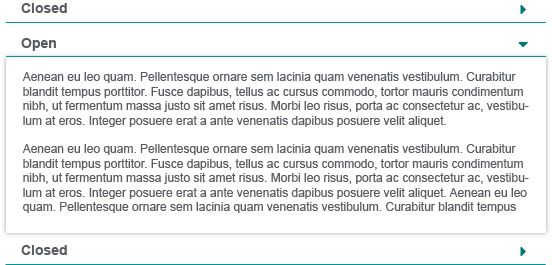 Closed
Open
Aenean eu leo quam. Pellentesque ornare sem lacinia quam venenatis vestibulum. Curabitur
blandit tempus porttitor. Fusce dapibus, tellus ac cursus commodo, tortor mauris condimentum
nibh, ut fermentum massa justo sit amet risus. Morbi leo risus, porta ac consectetur ac, vestibu-
lum at eros. Integer posuere erat a ante venenatis dapibus posuere velit aliquet.
Aenean eu leo quam. Pellentesque ornare sem lacinia quam venenatis vestibulum. Curabitur
blandit tempus porttitor. Fusce dapibus, tellus ac cursus commodo, tortor mauris condimentum
nibh, ut fermentum massa justo sit amet risus. Morbi leo risus, porta ac consectetur ac, vestibu-
lum at eros. Integer posuere erat a ante venenatis dapibus posuere velit aliquet. Aenean eu leo
quam. Pellentesque ornare sem lacinia quam venenatis vestibulum. Curabitur blandit tempus
Closed